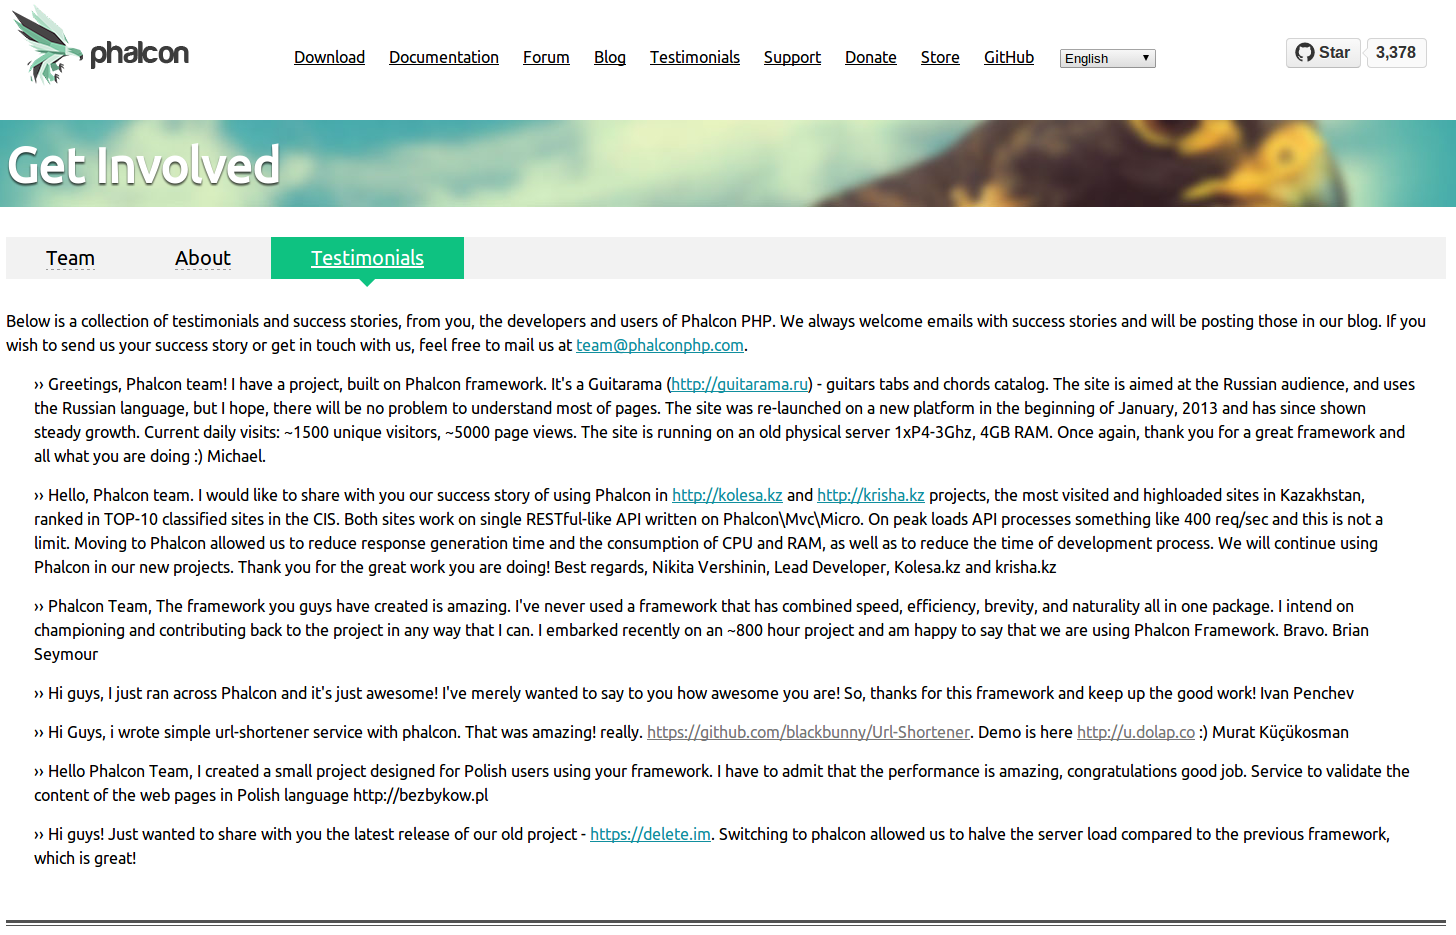 phalcon
Download Documentation Forum Blog Testimonials Support Donate Store GitHub English Star 3,378
Get Involved
Team About Testimonials
Below is a collection of testimonials and success stories, from you, the developers and users of Phalcon PHP. We always welcome emails with success stories and will be posting those in our blog. If you
wish to send us your success story or get in touch with us, feel free to mail us at team@phalconphp.com.
›› Greetings, Phalcon team! I have a project, built on Phalcon framework. It's a Guitarama (http://guitarama.ru) - guitars tabs and chords catalog. The site is aimed at the Russian audience, and uses
the Russian language, but I hope, there will be no problem to understand most of pages. The site was re-launched on a new platform in the beginning of January, 2013 and has since shown
steady growth. Current daily visits: ~1500 unique visitors, ~5000 page views. The site is running on an old physical server 1xP4-3Ghz, 4GB RAM. Once again, thank you for a great framework and
all what you are doing :) Michael.
›› Hello, Phalcon team. I would like to share with you our success story of using Phalcon in http://kolesa.kz and http://krisha.kz projects, the most visited and highloaded sites in Kazakhstan,
ranked in TOP-10 classified sites in the CIS. Both sites work on single RESTful-like API written on Phalcon\Mvc\Micro. On peak loads API processes something like 400 req/sec and this is not a
limit. Moving to Phalcon allowed us to reduce response generation time and the consumption of CPU and RAM, as well as to reduce the time of development process. We will continue using
Phalcon in our new projects. Thank you for the great work you are doing! Best regards, Nikita Vershinin, Lead Developer, Kolesa.kz and krisha.kz
›› Phalcon Team, The framework you guys have created is amazing. I've never used a framework that has combined speed, efficiency, brevity, and naturality all in one package. I intend on
championing and contributing back to the project in any way that I can. I embarked recently on an ~800 hour project and am happy to say that we are using Phalcon Framework. Bravo. Brian
Seymour
›› Hi guys, I just ran across Phalcon and it's just awesome! I've merely wanted to say to you how awesome you are! So, thanks for this framework and keep up the good work! Ivan Penchev
›› Hi Guys, i wrote simple url-shortener service with phalcon. That was amazing! really. https://github.com/blackbunny/Url-Shortener. Demo is here http://u.dolap.co :) Murat Küçükosman
›› Hello Phalcon Team, I created a small project designed for Polish users using your framework. I have to admit that the performance is amazing, congratulations good job. Service to validate the
content of the web pages in Polish language http://bezbykow.pl
›› Hi guys! Just wanted to share with you the latest release of our old project - https://delete.im. Switching to phalcon allowed us to halve the server load compared to the previous framework,
which is great!